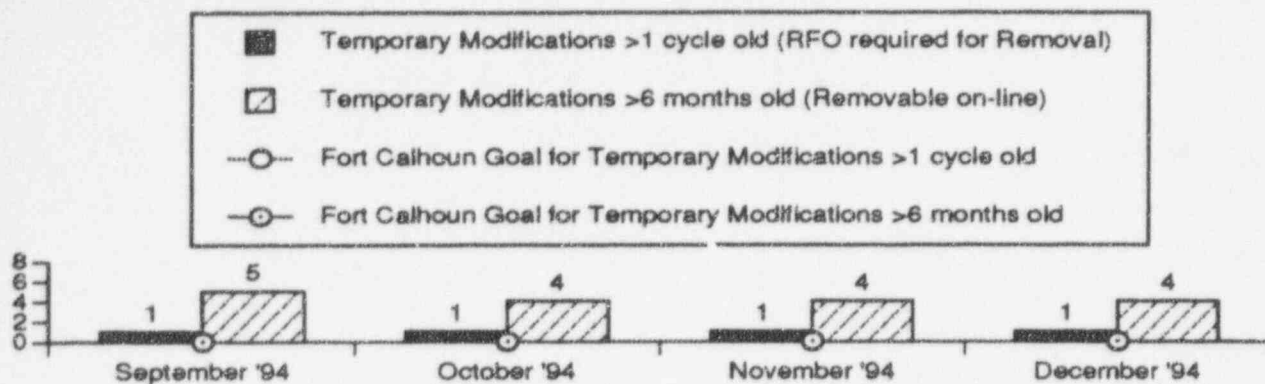 Temporary Modifications >1 cycle old (RFO required for Removal)
Temporary Modifications >6 months old (Removable on-line)
Fort Calhoun Goal for Temporary Modifications >1 cycle old
Fort Calhoun Goal for Temporary Modifications >6 months old
8
6
4
2
0
1 5 1 4 1 4 1 4
September '94 October '94 November '94 December '94